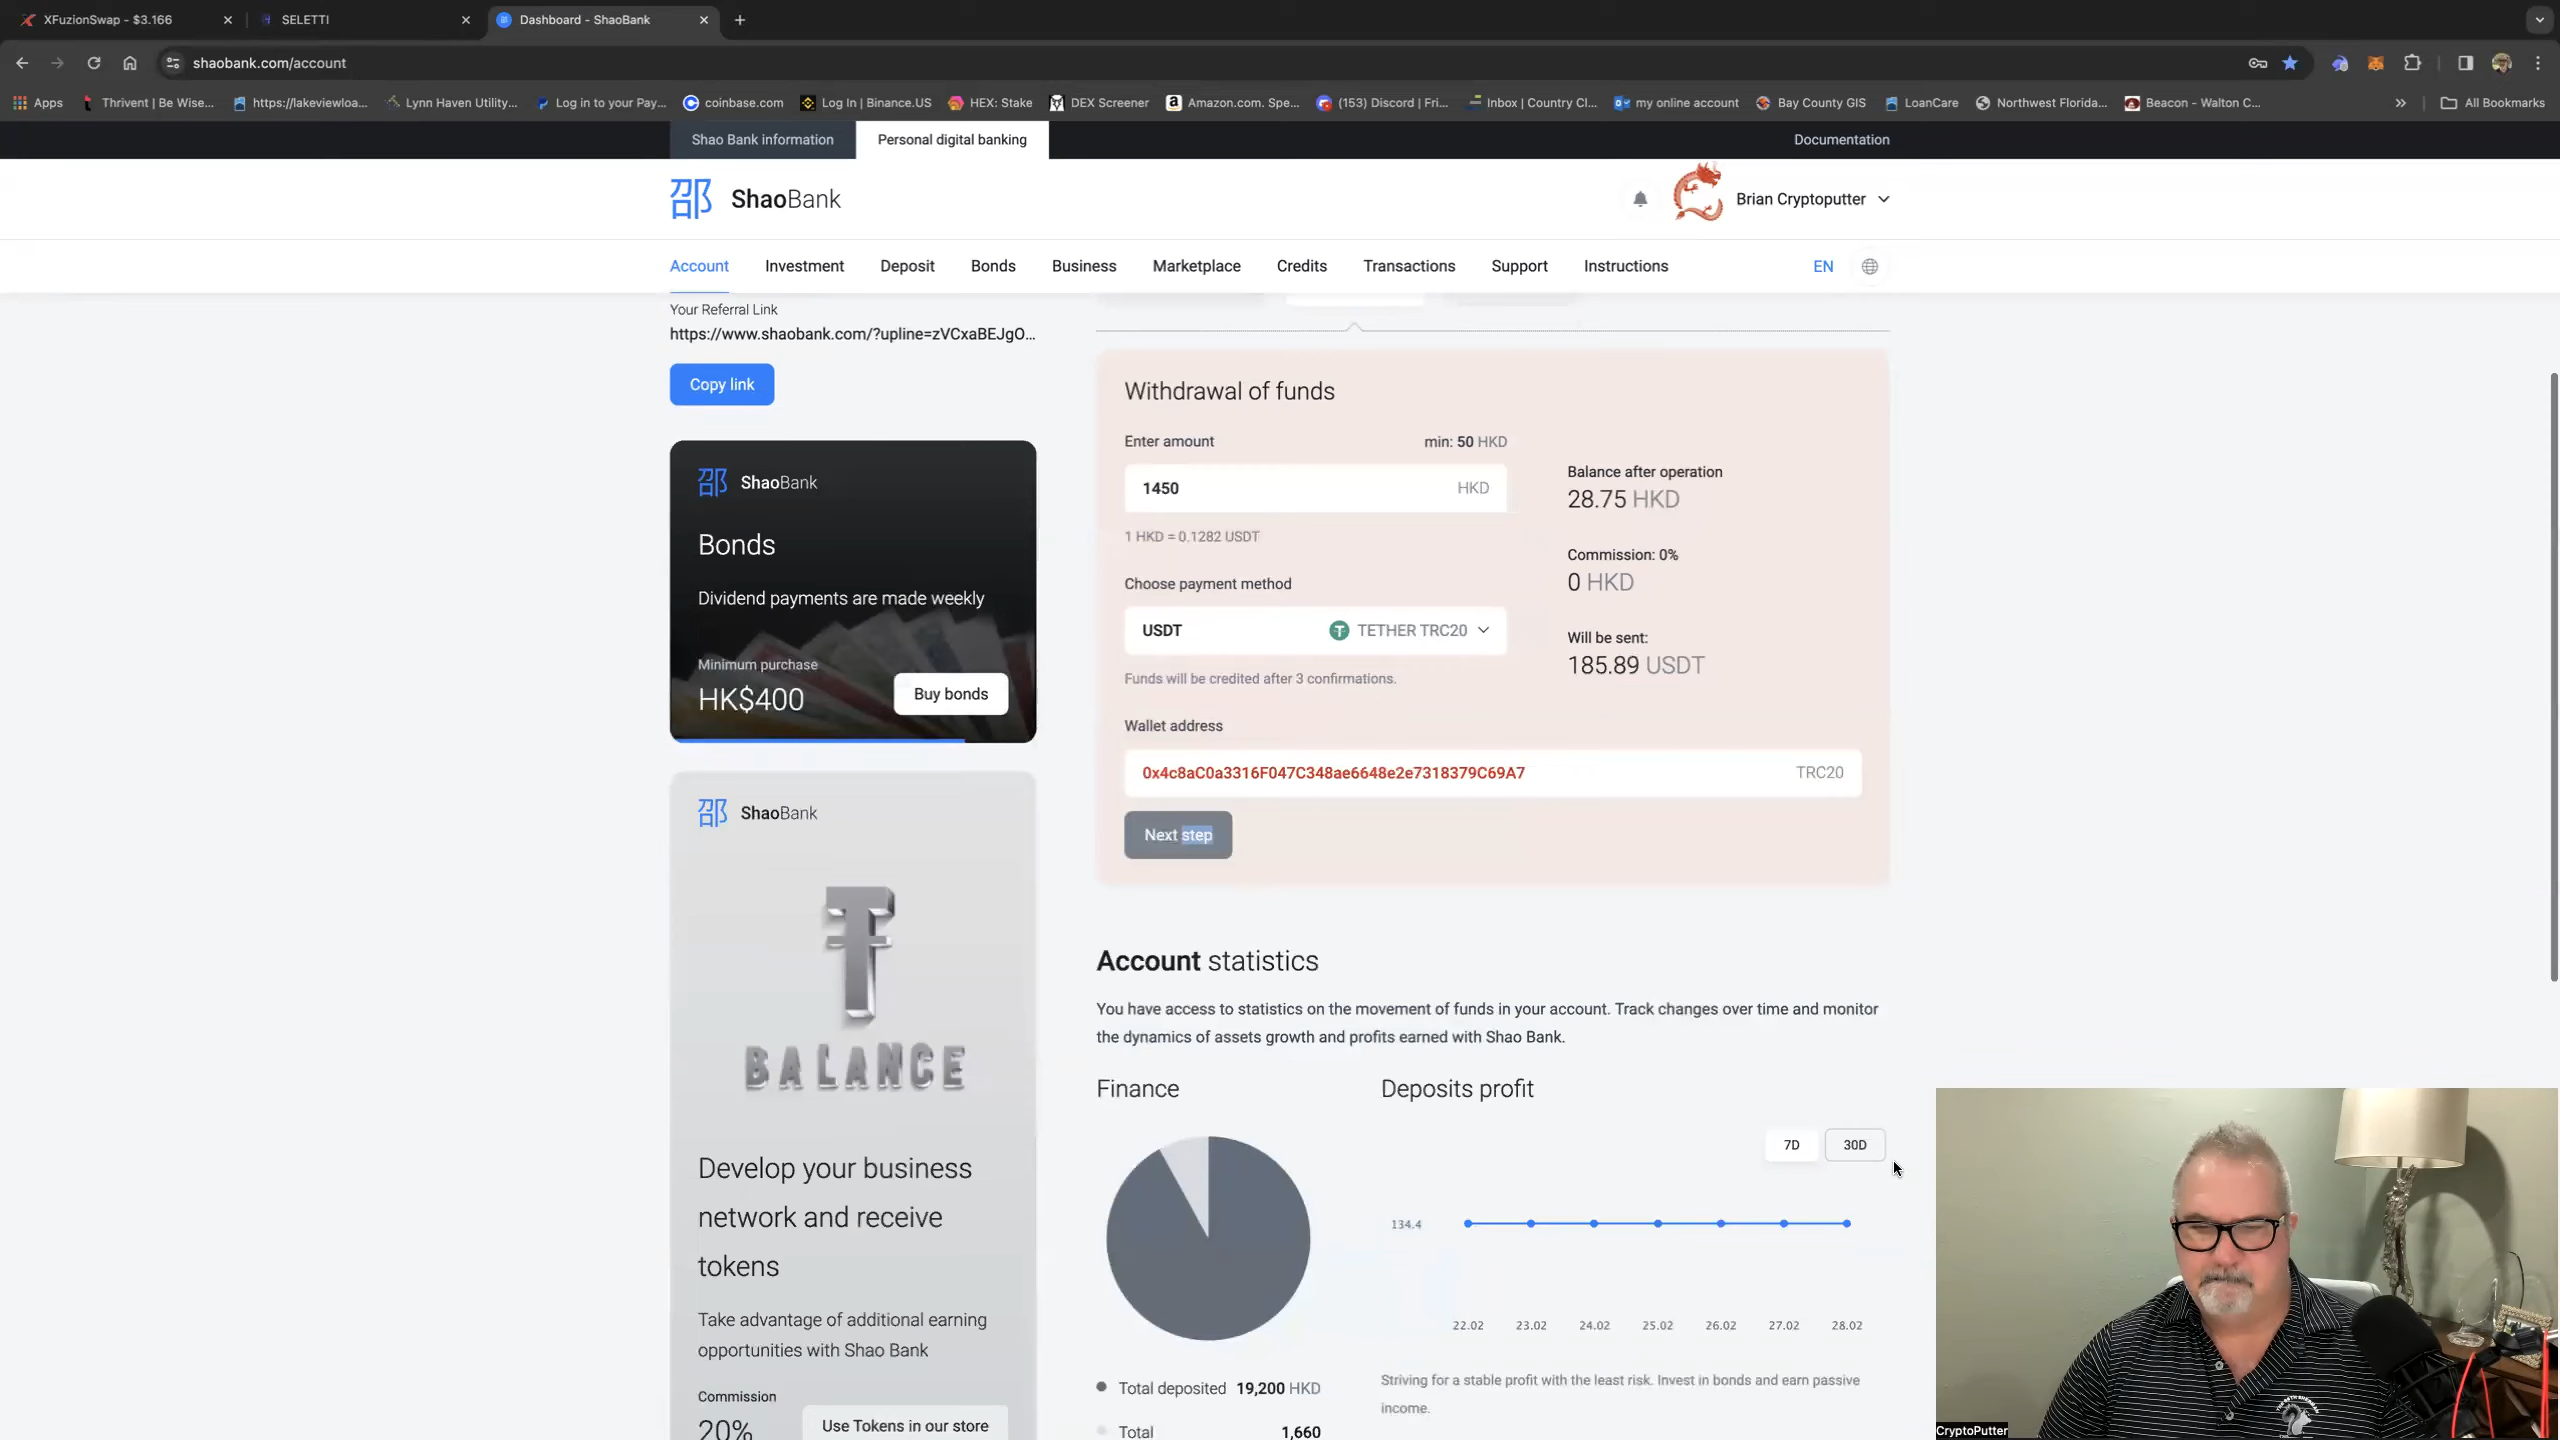 XFuzionSwap - $3.166
SELETTI
Dashboard - ShaoBank
shaobank.com/account
Apps
Thrivent | Be Wise...
https://lakeviewloa...
Lynn Haven Utility...
Log in to your Pay...
coinbase.com
Log In | Binance.US
HEX: Stake
DEX Screener
Amazon.com. Spe...
(153) Discord | Fri...
Inbox | Country Cl...
my online account
Bay County GIS
LoanCare
Northwest Florida...
Beacon - Walton C...
»
All Bookmarks
Shao Bank information
Personal digital banking
Documentation
邵 ShaoBank
Brian Cryptoputter
Account
Investment
Deposit
Bonds
Business
Marketplace
Credits
Transactions
Support
Instructions
EN
Your Referral Link
https://www.shaobank.com/?upline=zVCxaBEJgO...
Copy link
邵 ShaoBank
Bonds
Dividend payments are made weekly
Minimum purchase
HK$400
Buy bonds
邵 ShaoBank
BALANCE
Develop your business
network and receive
tokens
Take advantage of additional earning
opportunities with Shao Bank
Commission
20%
Use Tokens in our store
Withdrawal of funds
Enter amount
min: 50 HKD
1450 HKD
1 HKD = 0.1282 USDT
Choose payment method
USDT TETHER TRC20
Funds will be credited after 3 confirmations.
Balance after operation
28.75 HKD
Commission: 0%
0 HKD
Will be sent:
185.89 USDT
Wallet address
0x4c8aC0a3316F047C348ae6648e2e7318379C69A7 TRC20
Next step
Account statistics
You have access to statistics on the movement of funds in your account. Track changes over time and monitor
the dynamics of assets growth and profits earned with Shao Bank.
Finance
Total deposited 19,200 HKD
Total 1,660
Deposits profit
7D
30D
134.4
22.02 23.02 24.02 25.02 26.02 27.02 28.02
Striving for a stable profit with the least risk. Invest in bonds and earn passive
income.
CryptoPutter